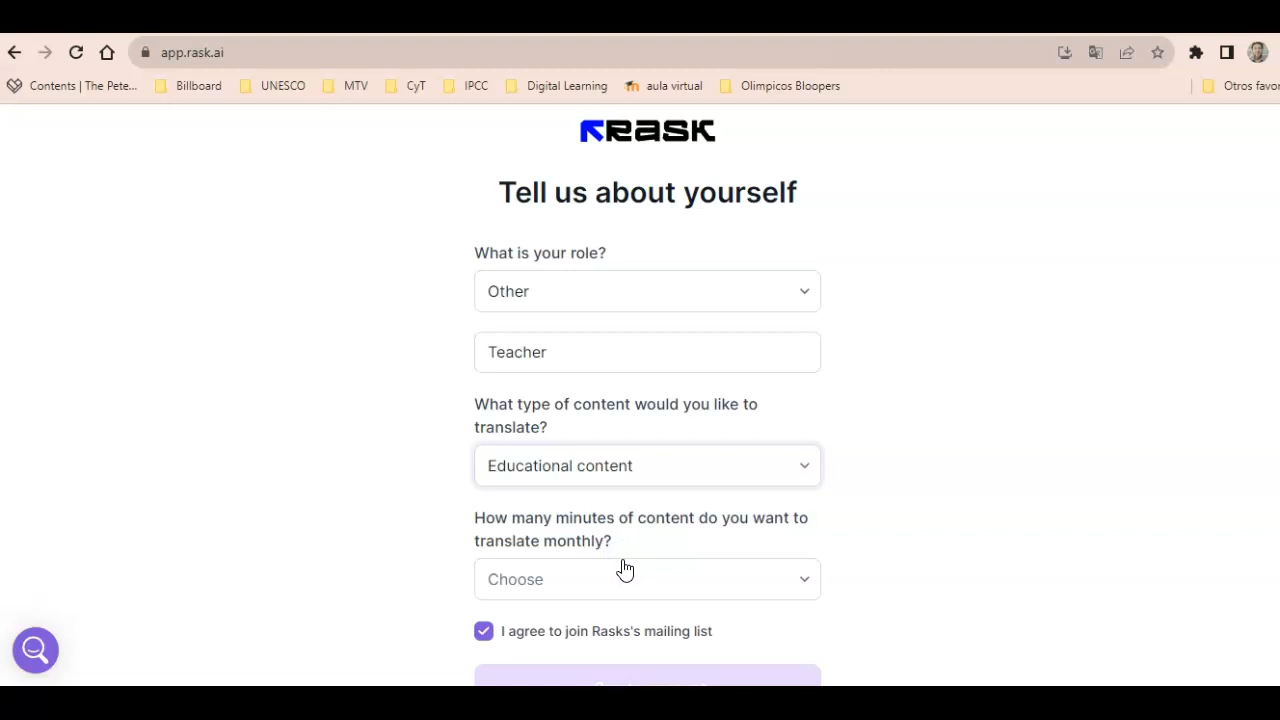 app.rask.ai
Contents | The Pete... Billboard UNESCO MTV CyT IPCC Digital Learning aula virtual Olimpicos Bloopers Otros favor
RASK
Tell us about yourself
What is your role?
Other
Teacher
What type of content would you like to
translate?
Educational content
How many minutes of content do you want to
translate monthly?
Choose
I agree to join Rasks's mailing list